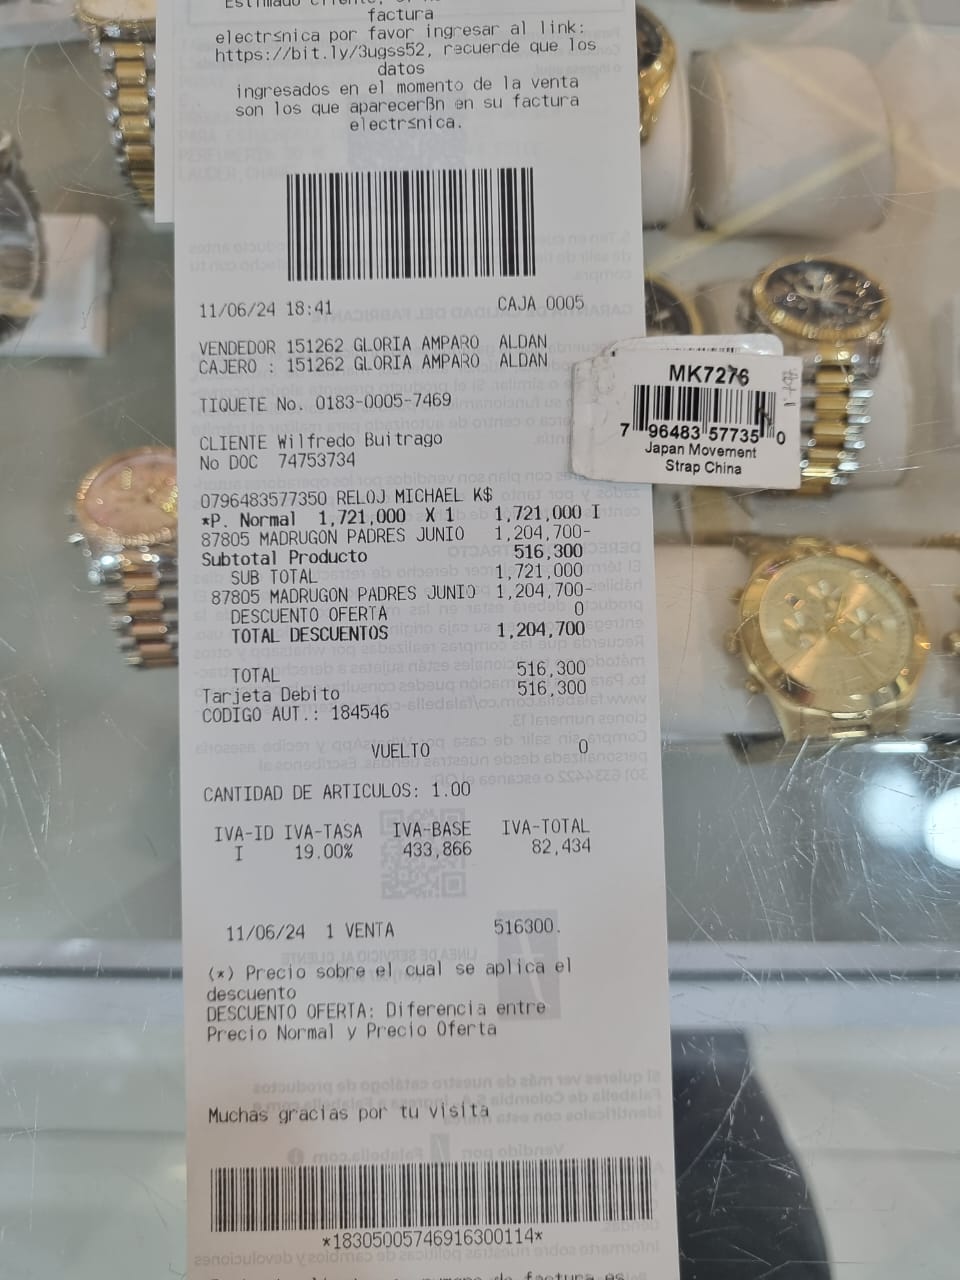 factura
electrsnica por favor ingresar al link:
https://bit.ly/3ugss52, recuerde que los
datos
ingresados en el momento de la venta
son los que aparecerBn en su factura
electrsnica.
11/06/24 18:41 CAJA 0005
VENDEDOR 151262 GLORIA AMPARO ALDAN
CAJERO : 151262 GLORIA AMPARO ALDAN
TIQUETE No. 0183-0005-7469
CLIENTE Wilfredo Buitrago
No DOC 74753734
0796483577350 RELOJ MICHAEL K$
*P. Normal 1,721,000 X 1 1,721,000 I
87805 MADRUGON PADRES JUNIO 1,204,700-
Subtotal Producto 516,300
SUB TOTAL 1,721,000
87805 MADRUGON PADRES JUNIO 1,204,700-
DESCUENTO OFERTA 0
TOTAL DESCUENTOS 1,204,700
TOTAL 516,300
Tarjeta Debito 516,300
CODIGO AUT.: 184546
VUELTO 0
CANTIDAD DE ARTICULOS: 1.00
IVA-ID IVA-TASA IVA-BASE IVA-TOTAL
I 19.00% 433,866 82,434
11/06/24 1 VENTA 516300.
(*) Precio sobre el cual se aplica el
descuento
DESCUENTO OFERTA: Diferencia entre
Precio Normal y Precio Oferta
Muchas gracias por tu visita
*18305005746916300114*
MK7276
7 96483 57735 0
Japan Movement
Strap China